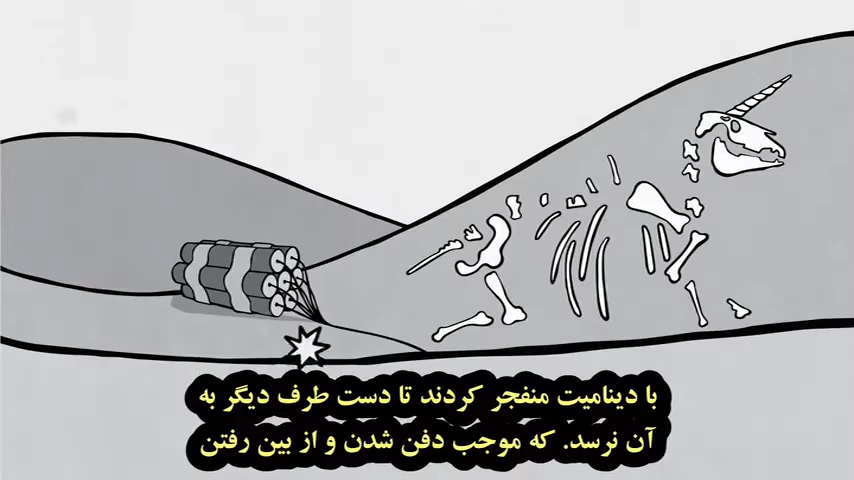 با دینامیت منفجر کردند تا دست طرف دیگر به
آن نرسد. که موجب دفن شدن و از بین رفتن